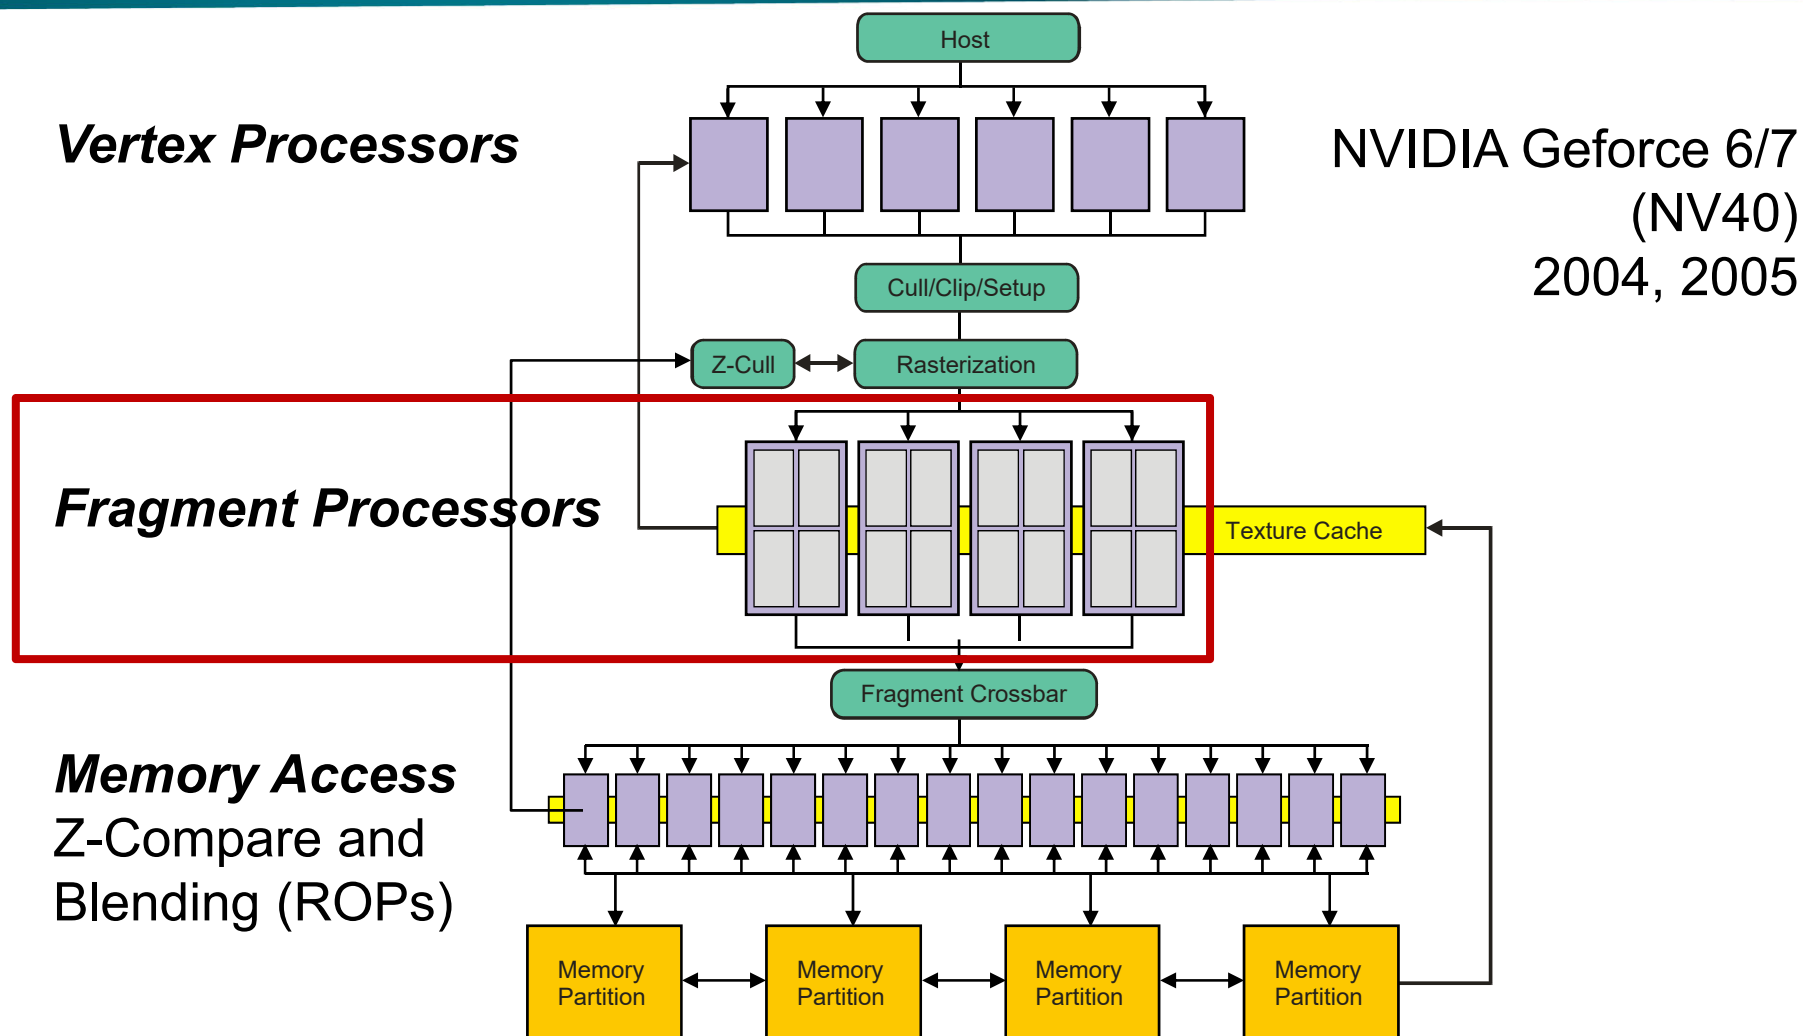 Host
Vertex Processors
NVIDIA Geforce 6/7
(NV40)
2004, 2005
Cull/Clip/Setup
Z-Cull
Rasterization
Fragment Processors
Texture Cache
Fragment Crossbar
Memory Access
Z-Compare and
Blending (ROPs)
Memory
Partition
Memory
Partition
Memory
Partition
Memory
Partition